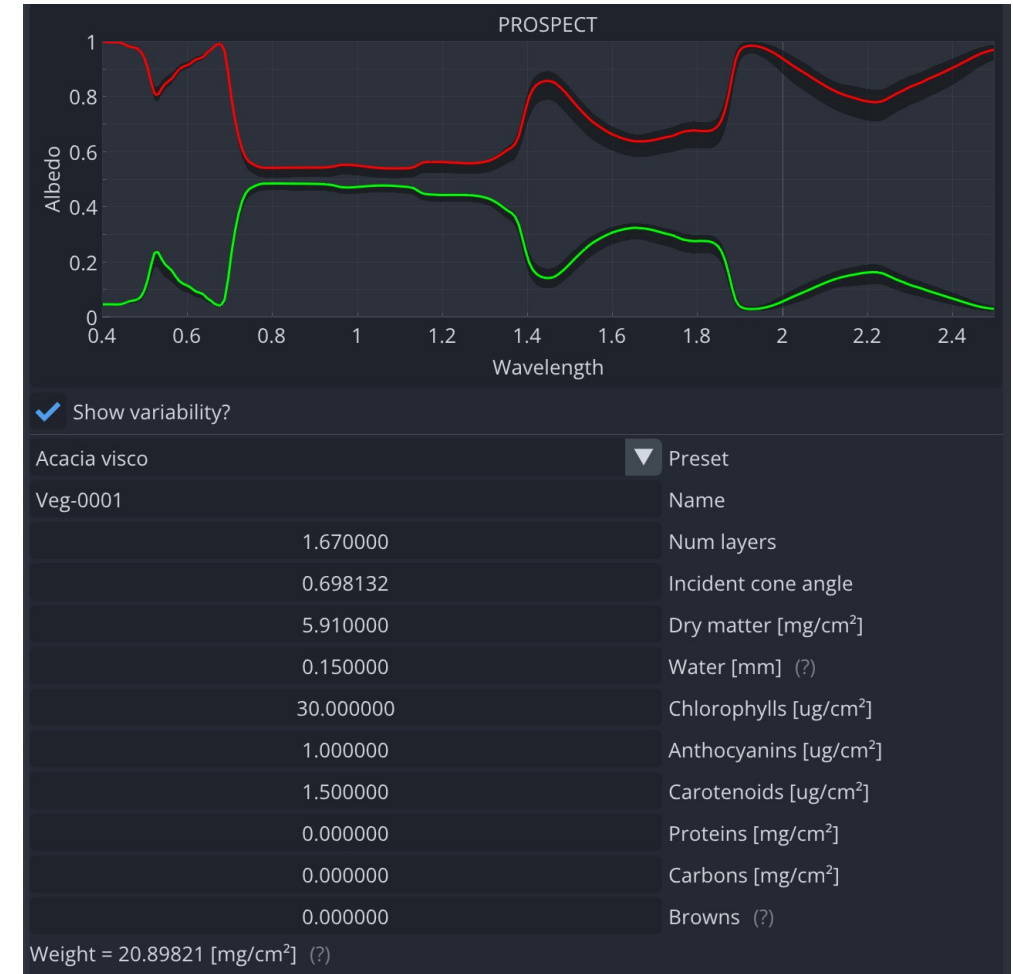 PROSPECT
1
0.8
0.6
0.4
0.2
0
Albedo
0.4 0.6 0.8 1 1.2 1.4 1.6 1.8 2 2.2 2.4
Wavelength
Show variability?
Acacia visco Preset
Veg-0001 Name
1.670000 Num layers
0.698132 Incident cone angle
5.910000 Dry matter [mg/cm²]
0.150000 Water [mm] (?)
30.000000 Chlorophylls [ug/cm²]
1.000000 Anthocyanins [ug/cm²]
1.500000 Carotenoids [ug/cm²]
0.000000 Proteins [mg/cm²]
0.000000 Carbons [mg/cm²]
0.000000 Browns (?)
Weight = 20.89821 [mg/cm²] (?)